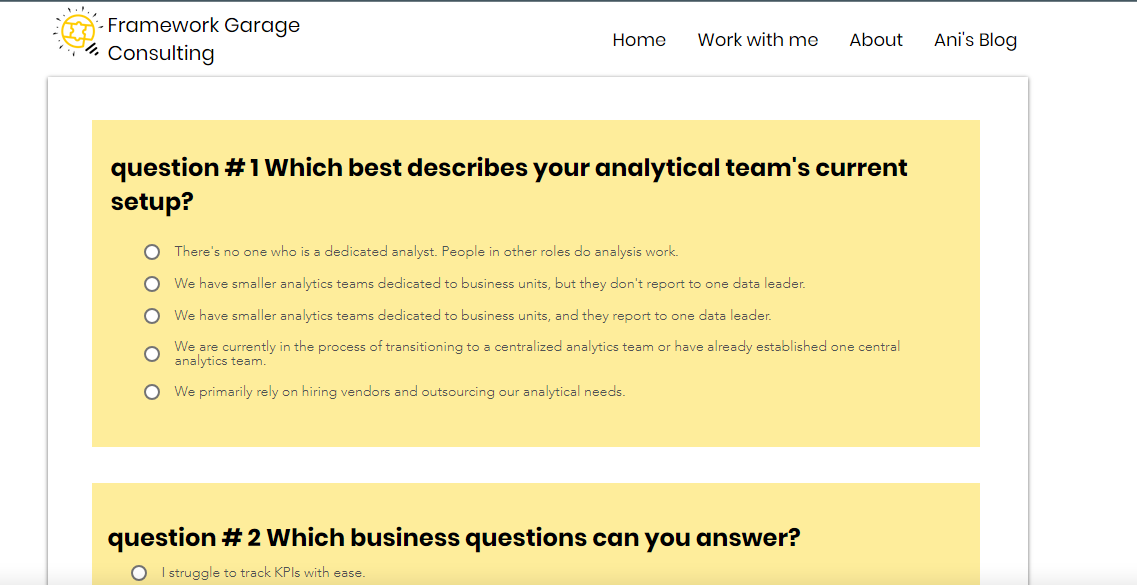 Framework Garage
Consulting
Home Work with me About Ani's Blog
question # 1 Which best describes your analytical team's current
setup?
There's no one who is a dedicated analyst. People in other roles do analysis work.
We have smaller analytics teams dedicated to business units, but they don't report to one data leader.
We have smaller analytics teams dedicated to business units, and they report to one data leader.
We are currently in the process of transitioning to a centralized analytics team or have already established one central
analytics team.
We primarily rely on hiring vendors and outsourcing our analytical needs.
question # 2 Which business questions can you answer?
I struggle to track KPIs with ease.